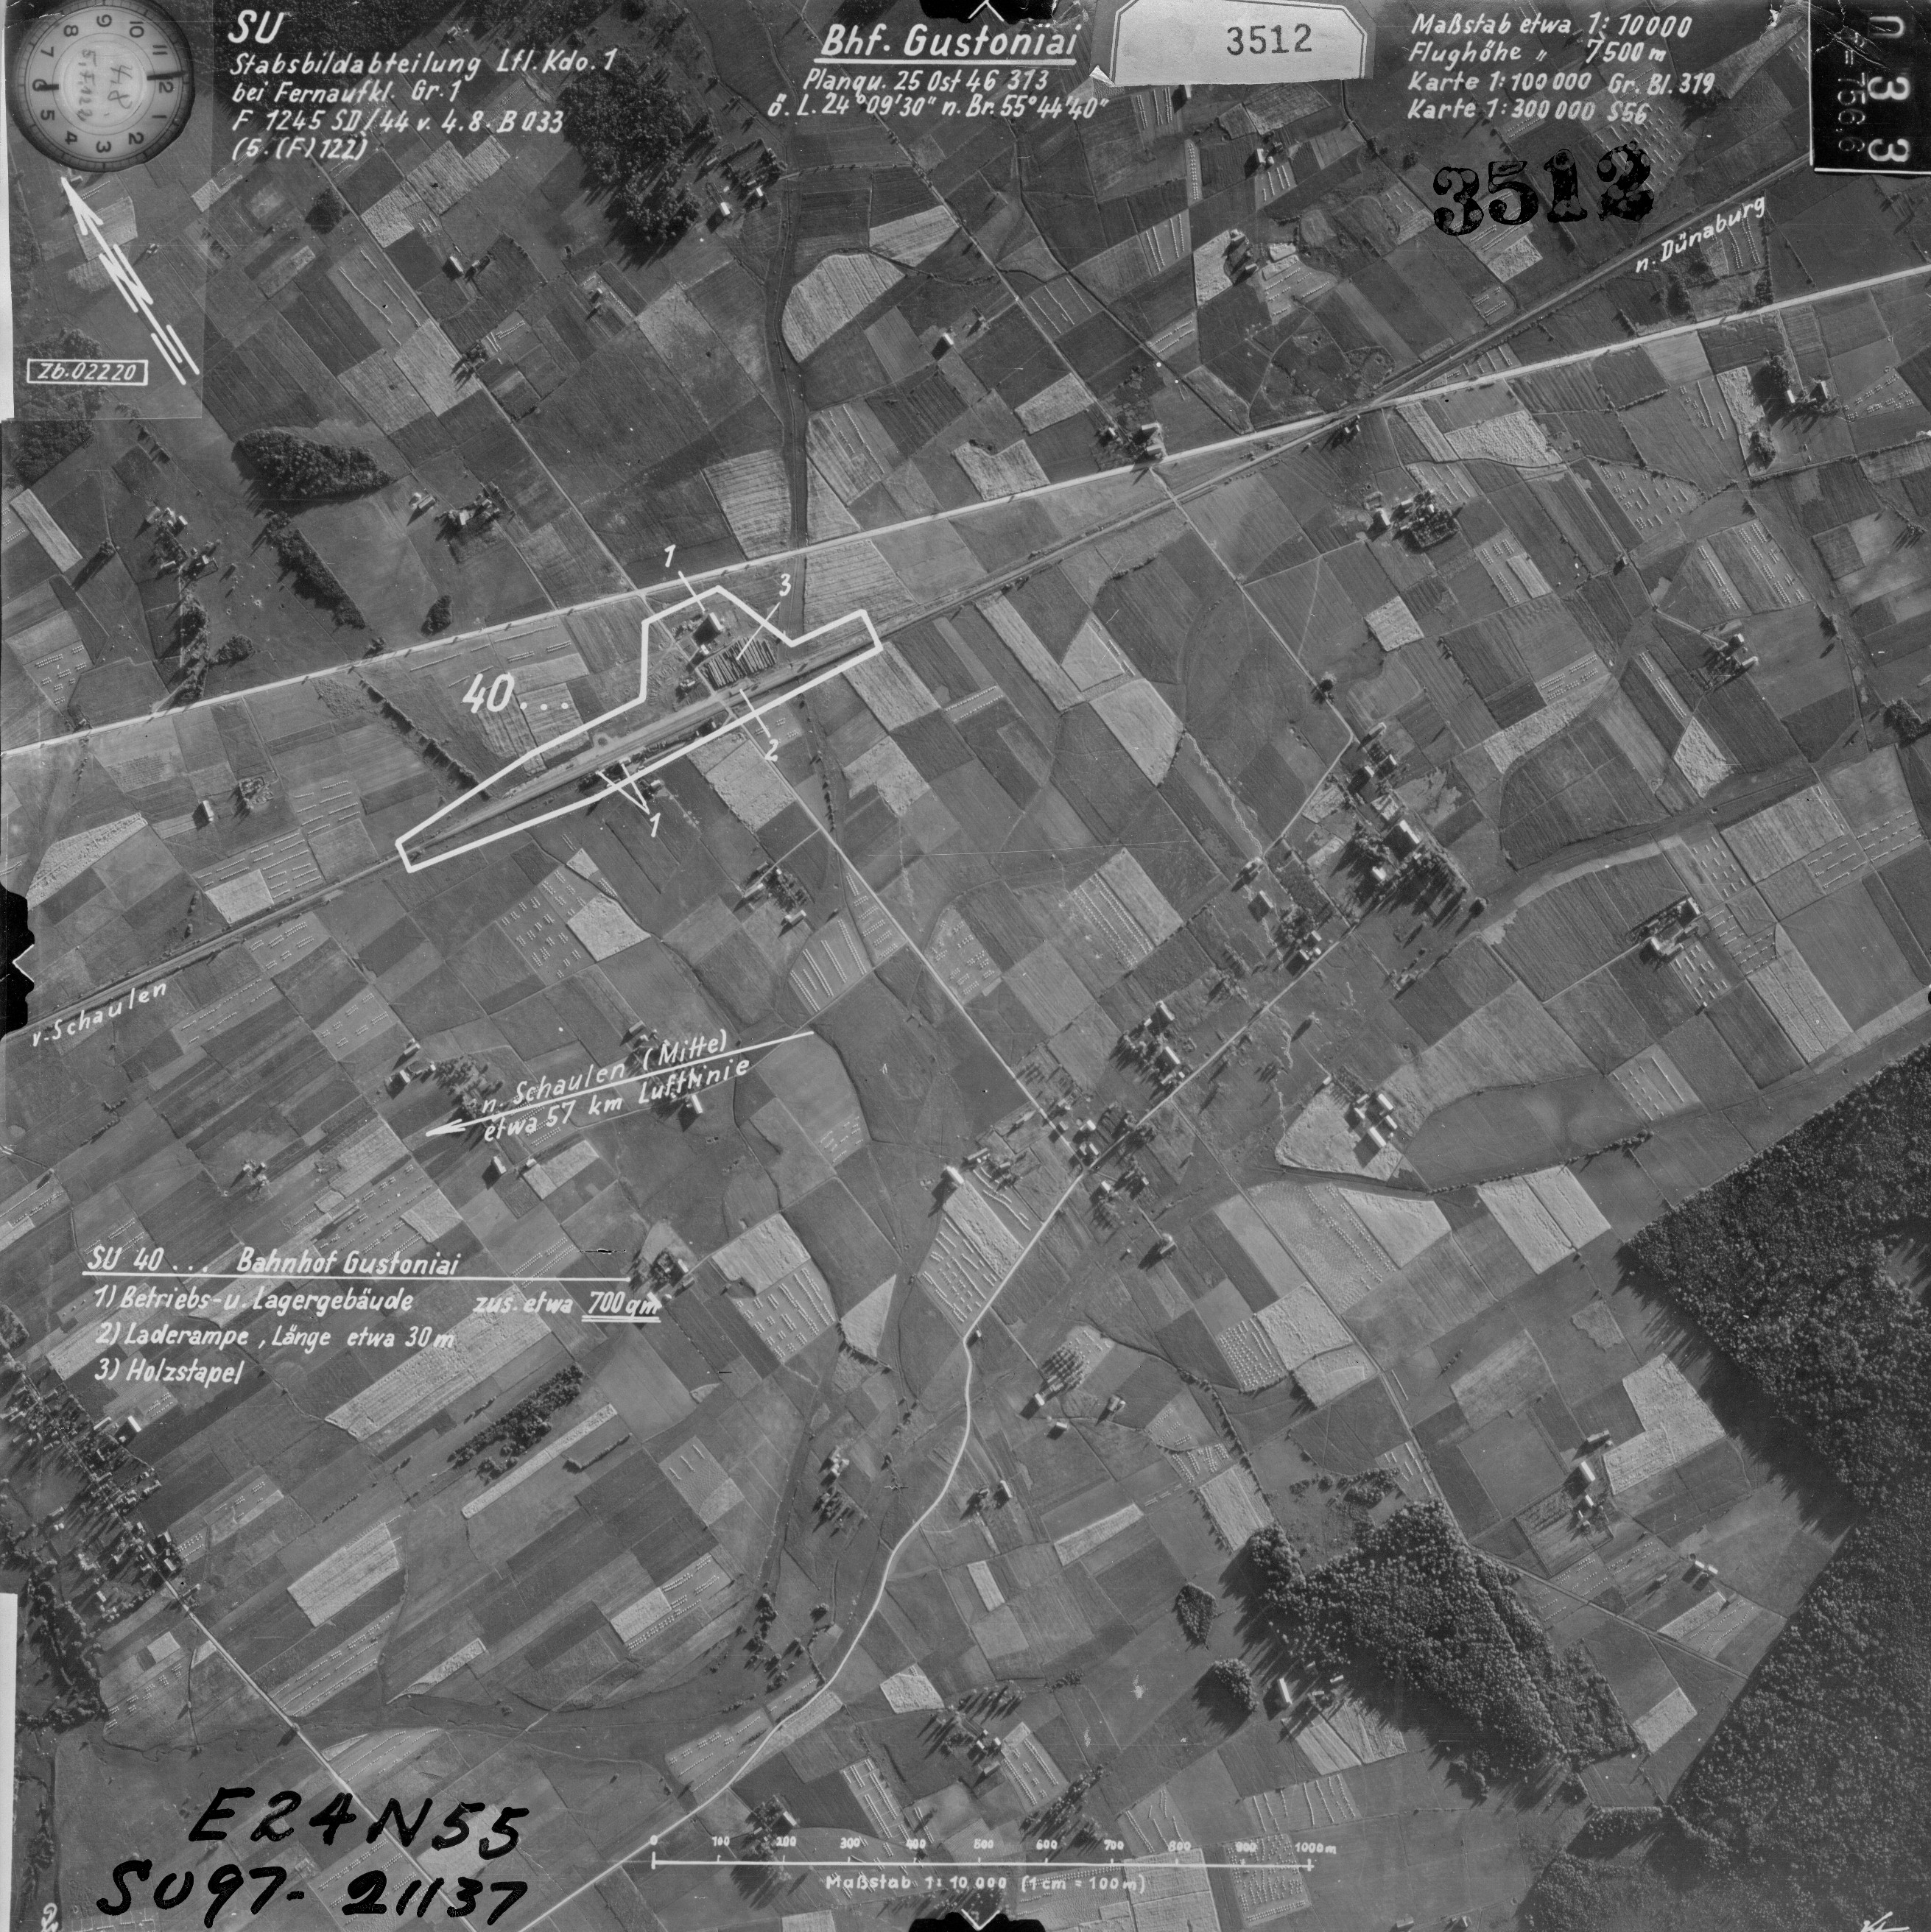 SU
Stabsbildabteilung Lfl. Kdo. 1
bei Fernaufkl. Gr. 1
F 1245 SD/44 v. 4.8. B 033
(5. (F) 122)
Bhf. Gustoniai
Planqu. 25 Ost 46 313
ö. L. 24°09'30" n. Br. 55°44'40"
3512
Maßstab etwa 1:10000
Flughöhe " 7500 m
Karte 1:100 000 Gr. Bl. 319
Karte 1:300 000 S56
033
3512
n. Dünaburg
N
Zb. 02220
1
3
40...
2
1
v. Schaulen
n. Schaulen (Mitte)
etwa 57 km Luftlinie
SU 40 ... Bahnhof Gustoniai
1) Betriebs-u. Lagergebäude zus. etwa 700 qm
2) Laderampe, Länge etwa 30 m
3) Holzstapel
E24N55
SU97-21137
0 100 200 300 400 500 600 700 800 900 1000 m
Maßstab 1:10 000 (1 cm = 100 m)